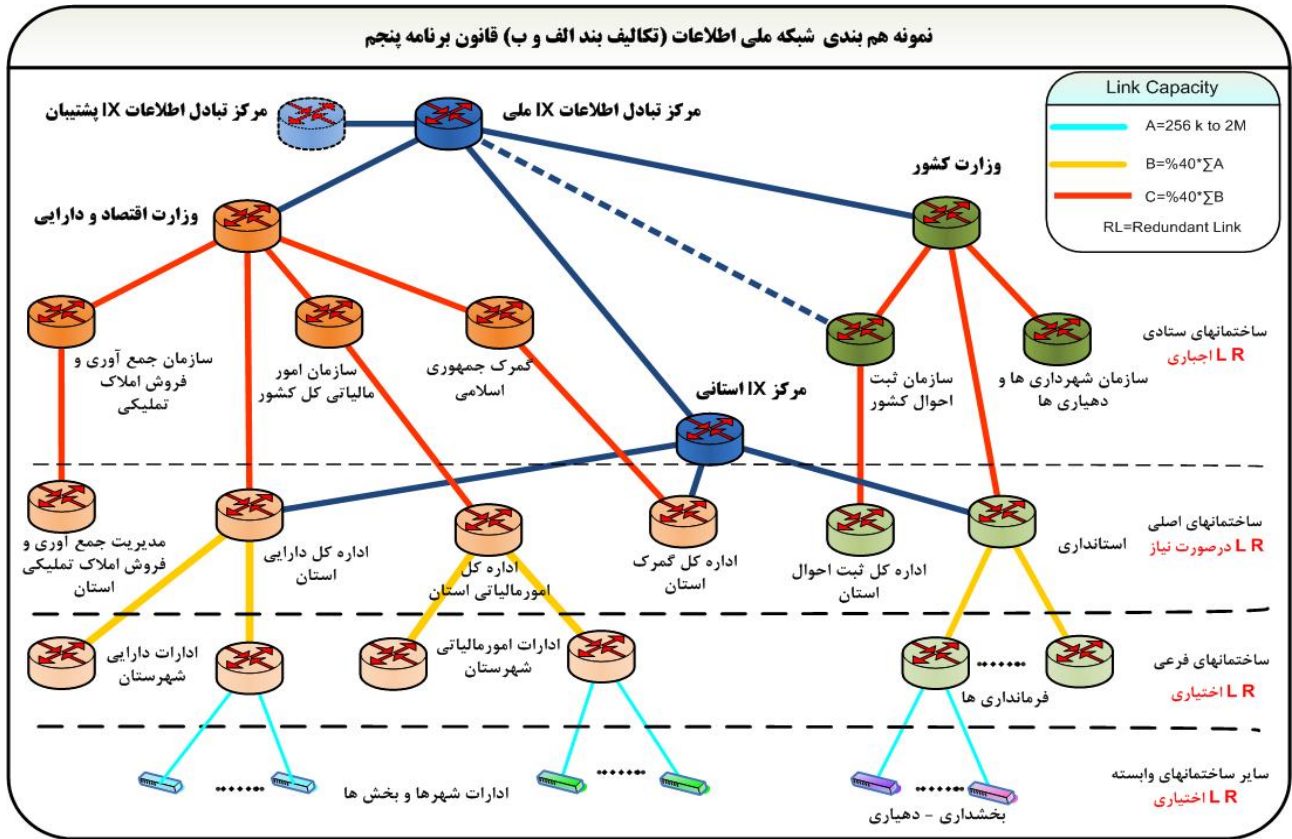 نمونه هم بندی شبکه ملی اطلاعات (تکالیف بند الف و ب) قانون برنامه پنجم
Link Capacity
A=256 k to 2M
B=%40*∑A
C=%40*∑B
RL=Redundant Link
مرکز تبادل اطلاعات IX ملی
مرکز تبادل اطلاعات IX پشتیبان
وزارت کشور
وزارت اقتصاد و دارایی
ساختمانهای ستادی
L R اجباری
سازمان شهرداری ها و
دهیاری ها
سازمان ثبت
احوال کشور
گمرک جمهوری
اسلامی
سازمان امور
مالیاتی کل کشور
سازمان جمع آوری و
فروش املاک
تملیکی
مرکز IX استانی
ساختمانهای اصلی
L R درصورت نیاز
استانداری
اداره کل ثبت احوال
استان
اداره کل گمرک
استان
اداره کل
امورمالیاتی استان
اداره کل دارایی
استان
مدیریت جمع آوری و
فروش املاک تملیکی
استان
ساختمانهای فرعی
L R اختیاری
فرمانداری ها
ادارات امورمالیاتی
شهرستان
ادارات دارایی
شهرستان
سایر ساختمانهای وابسته
L R اختیاری
بخشداری - دهیاری
ادارات شهرها و بخش ها